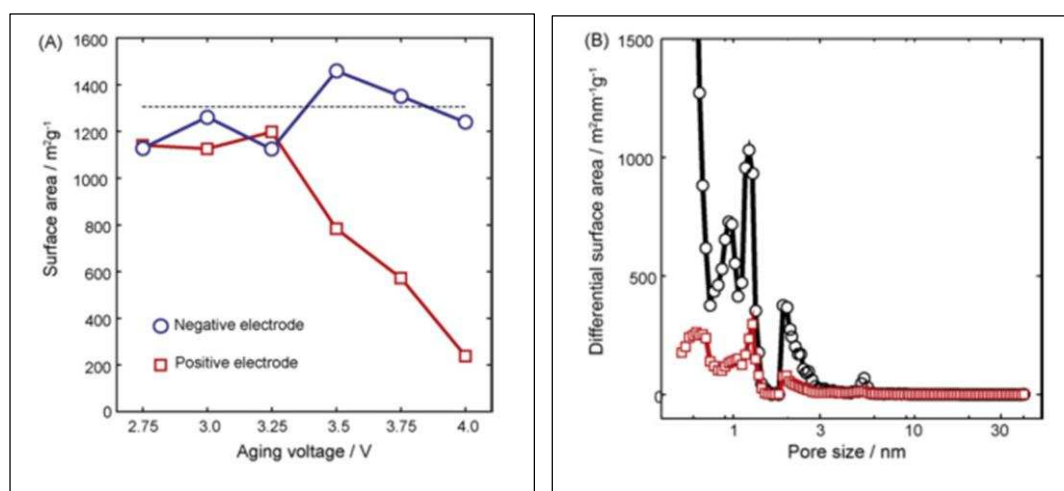 (A)
1600
1400
1200
1000
800
600
400
200
0
Surface area / m²g⁻¹
Negative electrode
Positive electrode
2.75 3.0 3.25 3.5 3.75 4.0
Aging voltage / V
(B)
1500
1000
500
0
Differential surface area / m²nm⁻¹g⁻¹
1 3 10 30
Pore size / nm